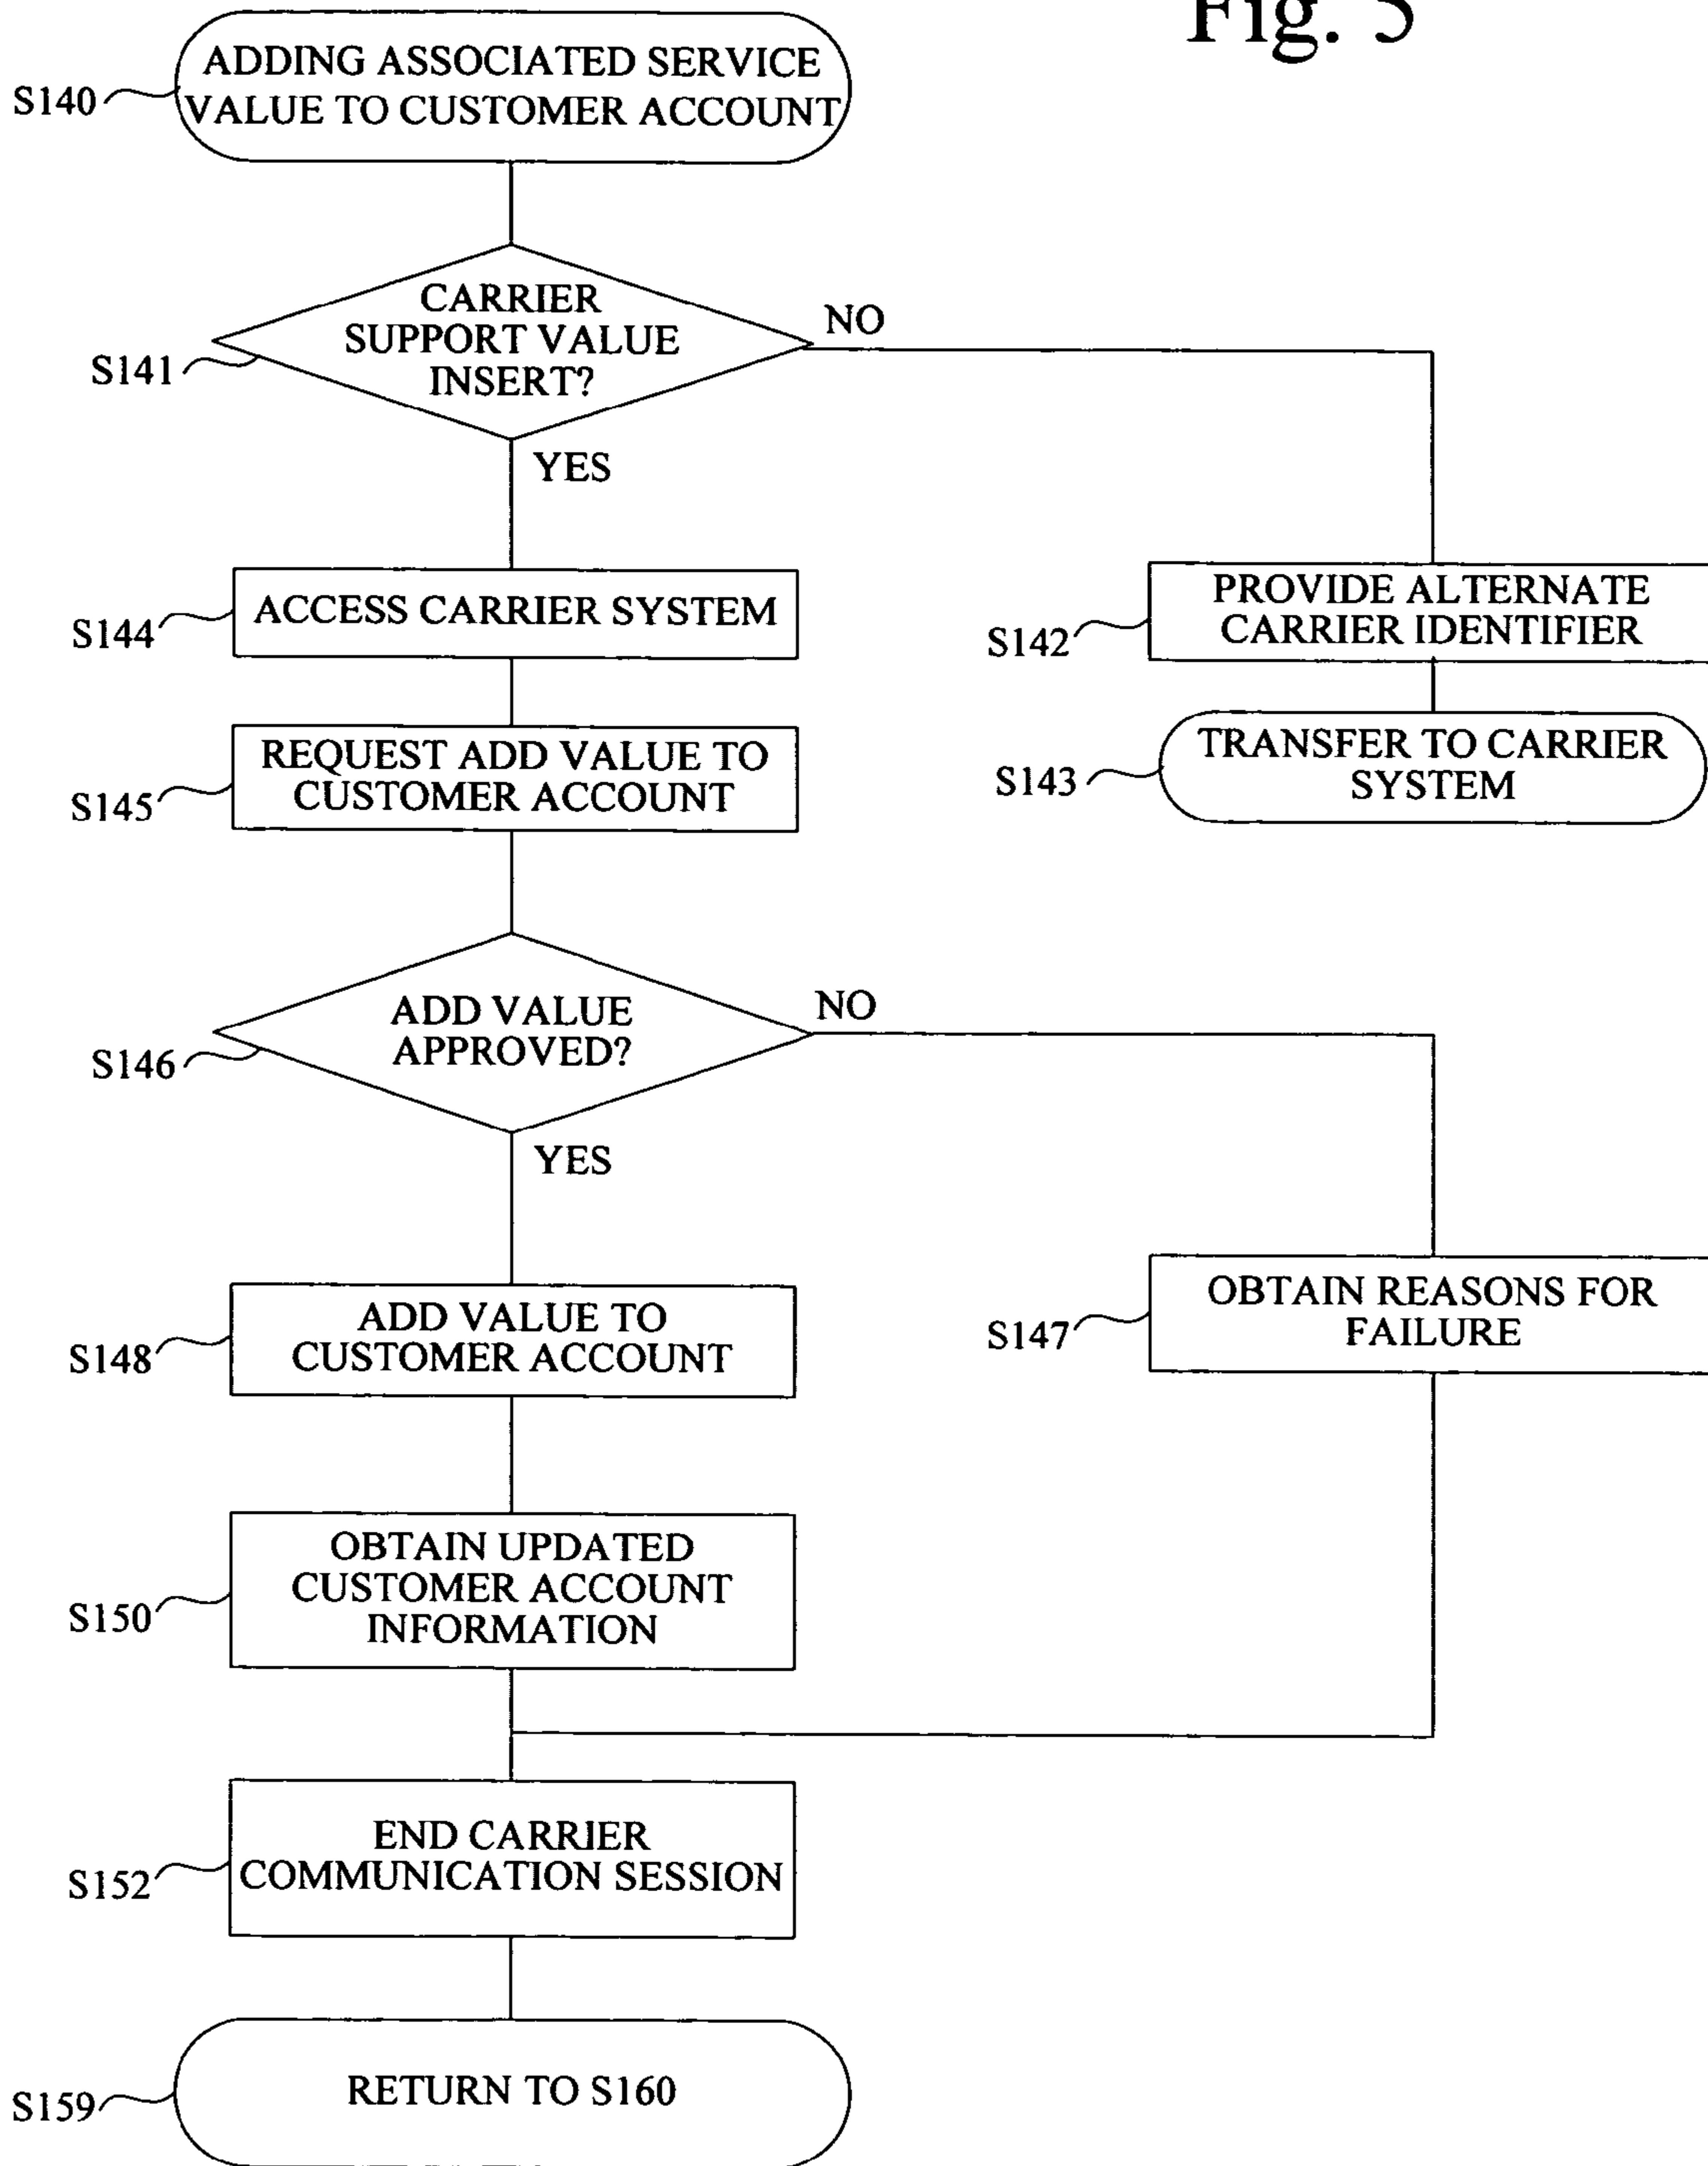 Fig. 5
ADDING ASSOCIATED SERVICE
VALUE TO CUSTOMER ACCOUNT
S140
CARRIER
SUPPORT VALUE
INSERT?
S141
NO
YES
ACCESS CARRIER SYSTEM
S144
PROVIDE ALTERNATE
CARRIER IDENTIFIER
S142
REQUEST ADD VALUE TO
CUSTOMER ACCOUNT
S145
TRANSFER TO CARRIER
SYSTEM
S143
ADD VALUE
APPROVED?
S146
NO
YES
ADD VALUE TO
CUSTOMER ACCOUNT
S148
OBTAIN REASONS FOR
FAILURE
S147
OBTAIN UPDATED
CUSTOMER ACCOUNT
INFORMATION
S150
END CARRIER
COMMUNICATION SESSION
S152
RETURN TO S160
S159